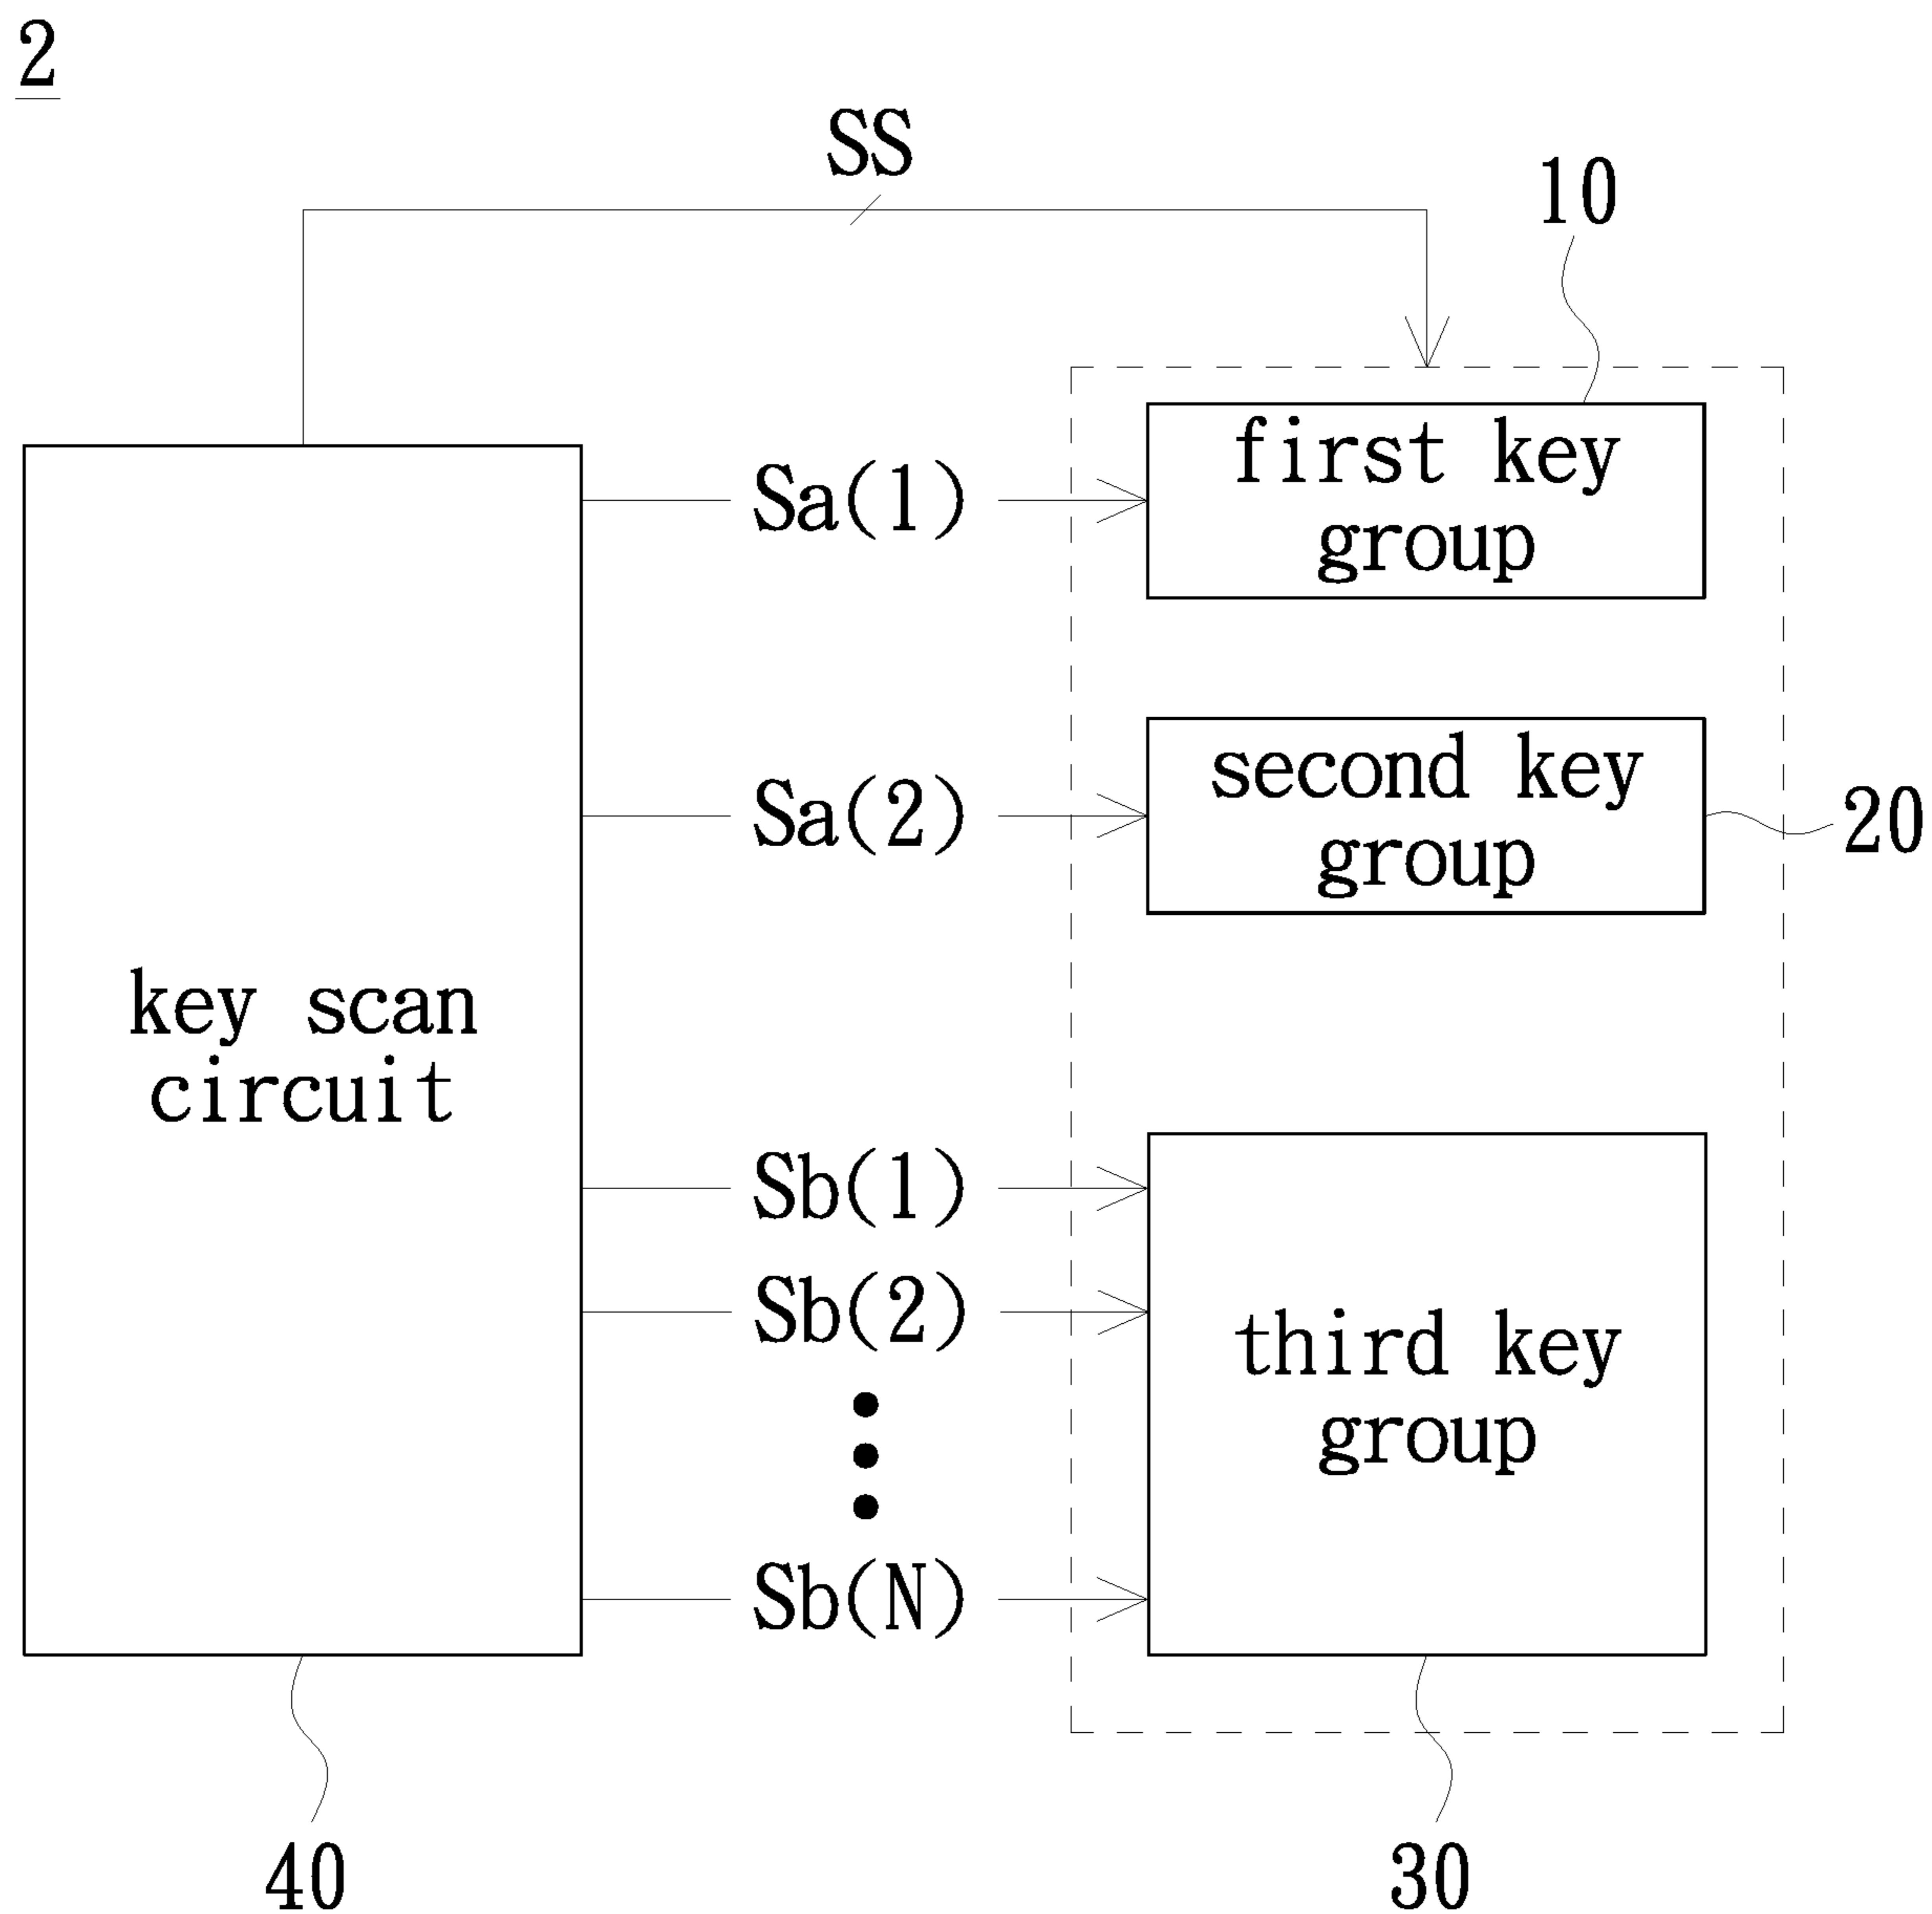 2
SS
10
first key
group
Sa(1)
second key
group
Sa(2)
20
key scan
circuit
Sb(1)
Sb(2)
third key
group
Sb(N)
40
30